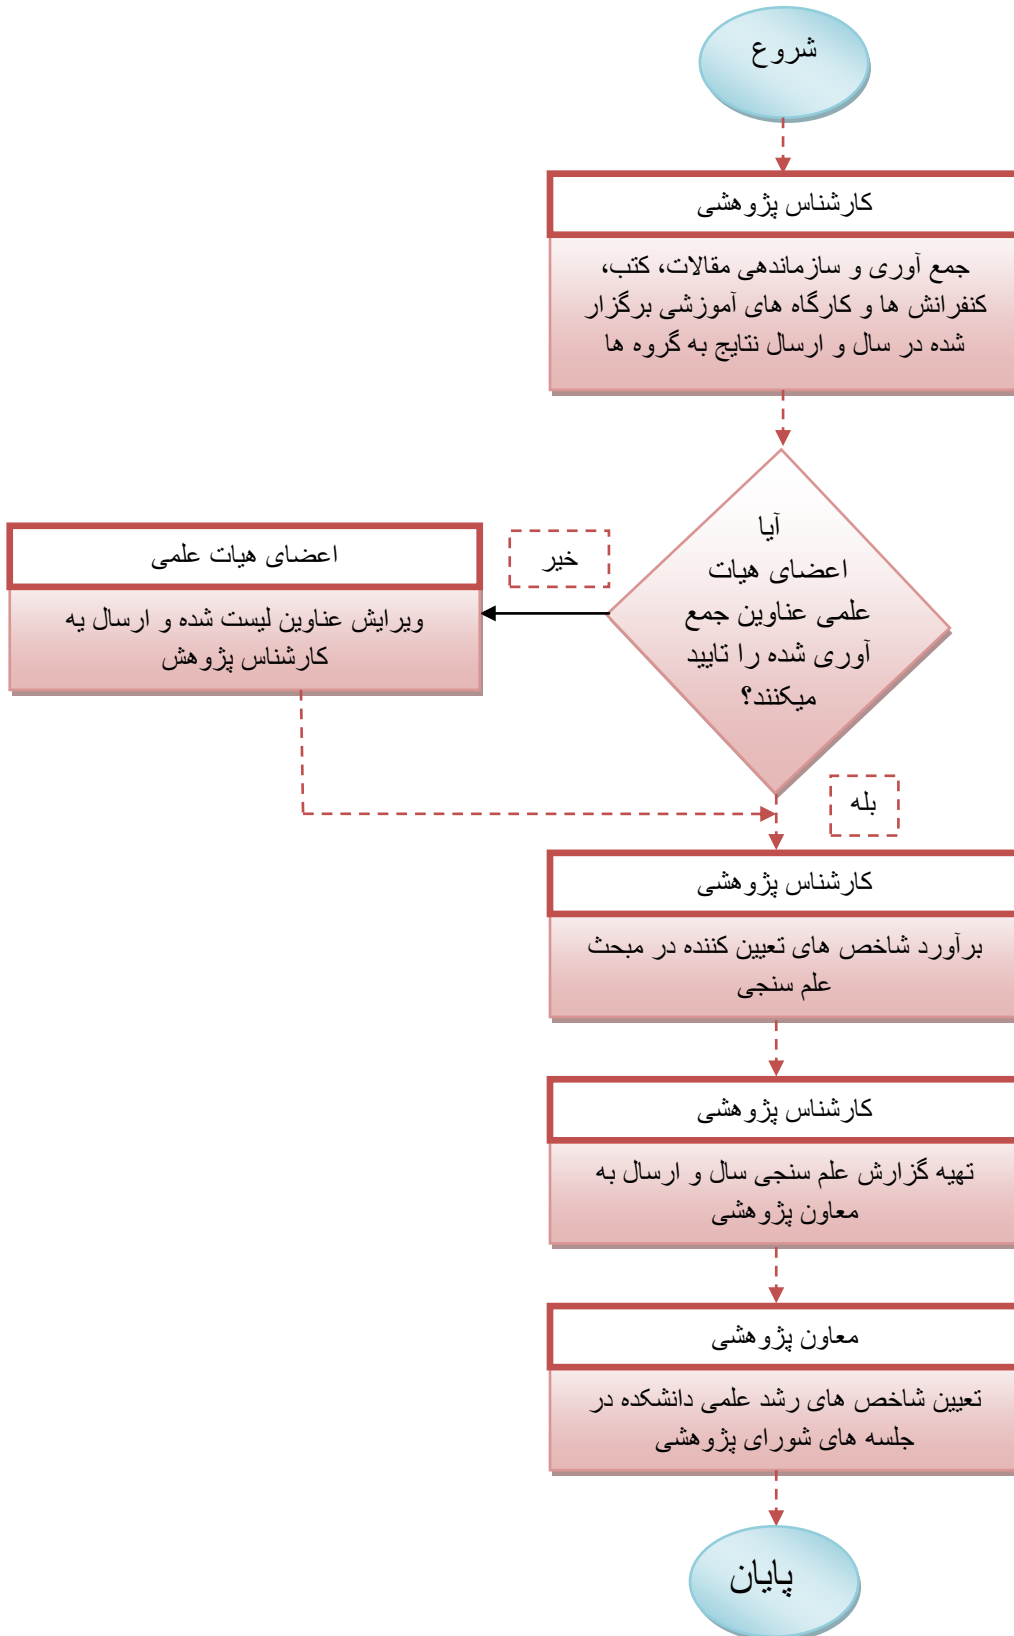 شروع
کارشناس پژوهشی
جمع آوری و سازماندهی مقالات، کتب،
کنفرانش ها و کارگاه های آموزشی برگزار
شده در سال و ارسال نتایج به گروه ها
آیا
اعضای هیات
علمی عناوین جمع
آوری شده را تایید
میکنند؟
خیر
اعضای هیات علمی
ویرایش عناوین لیست شده و ارسال یه
کارشناس پژوهش
بله
کارشناس پژوهشی
برآورد شاخص های تعیین کننده در مبحث
علم سنجی
کارشناس پژوهشی
تهیه گزارش علم سنجی سال و ارسال به
معاون پژوهشی
معاون پژوهشی
تعیین شاخص های رشد علمی دانشکده در
جلسه های شورای پژوهشی
پایان